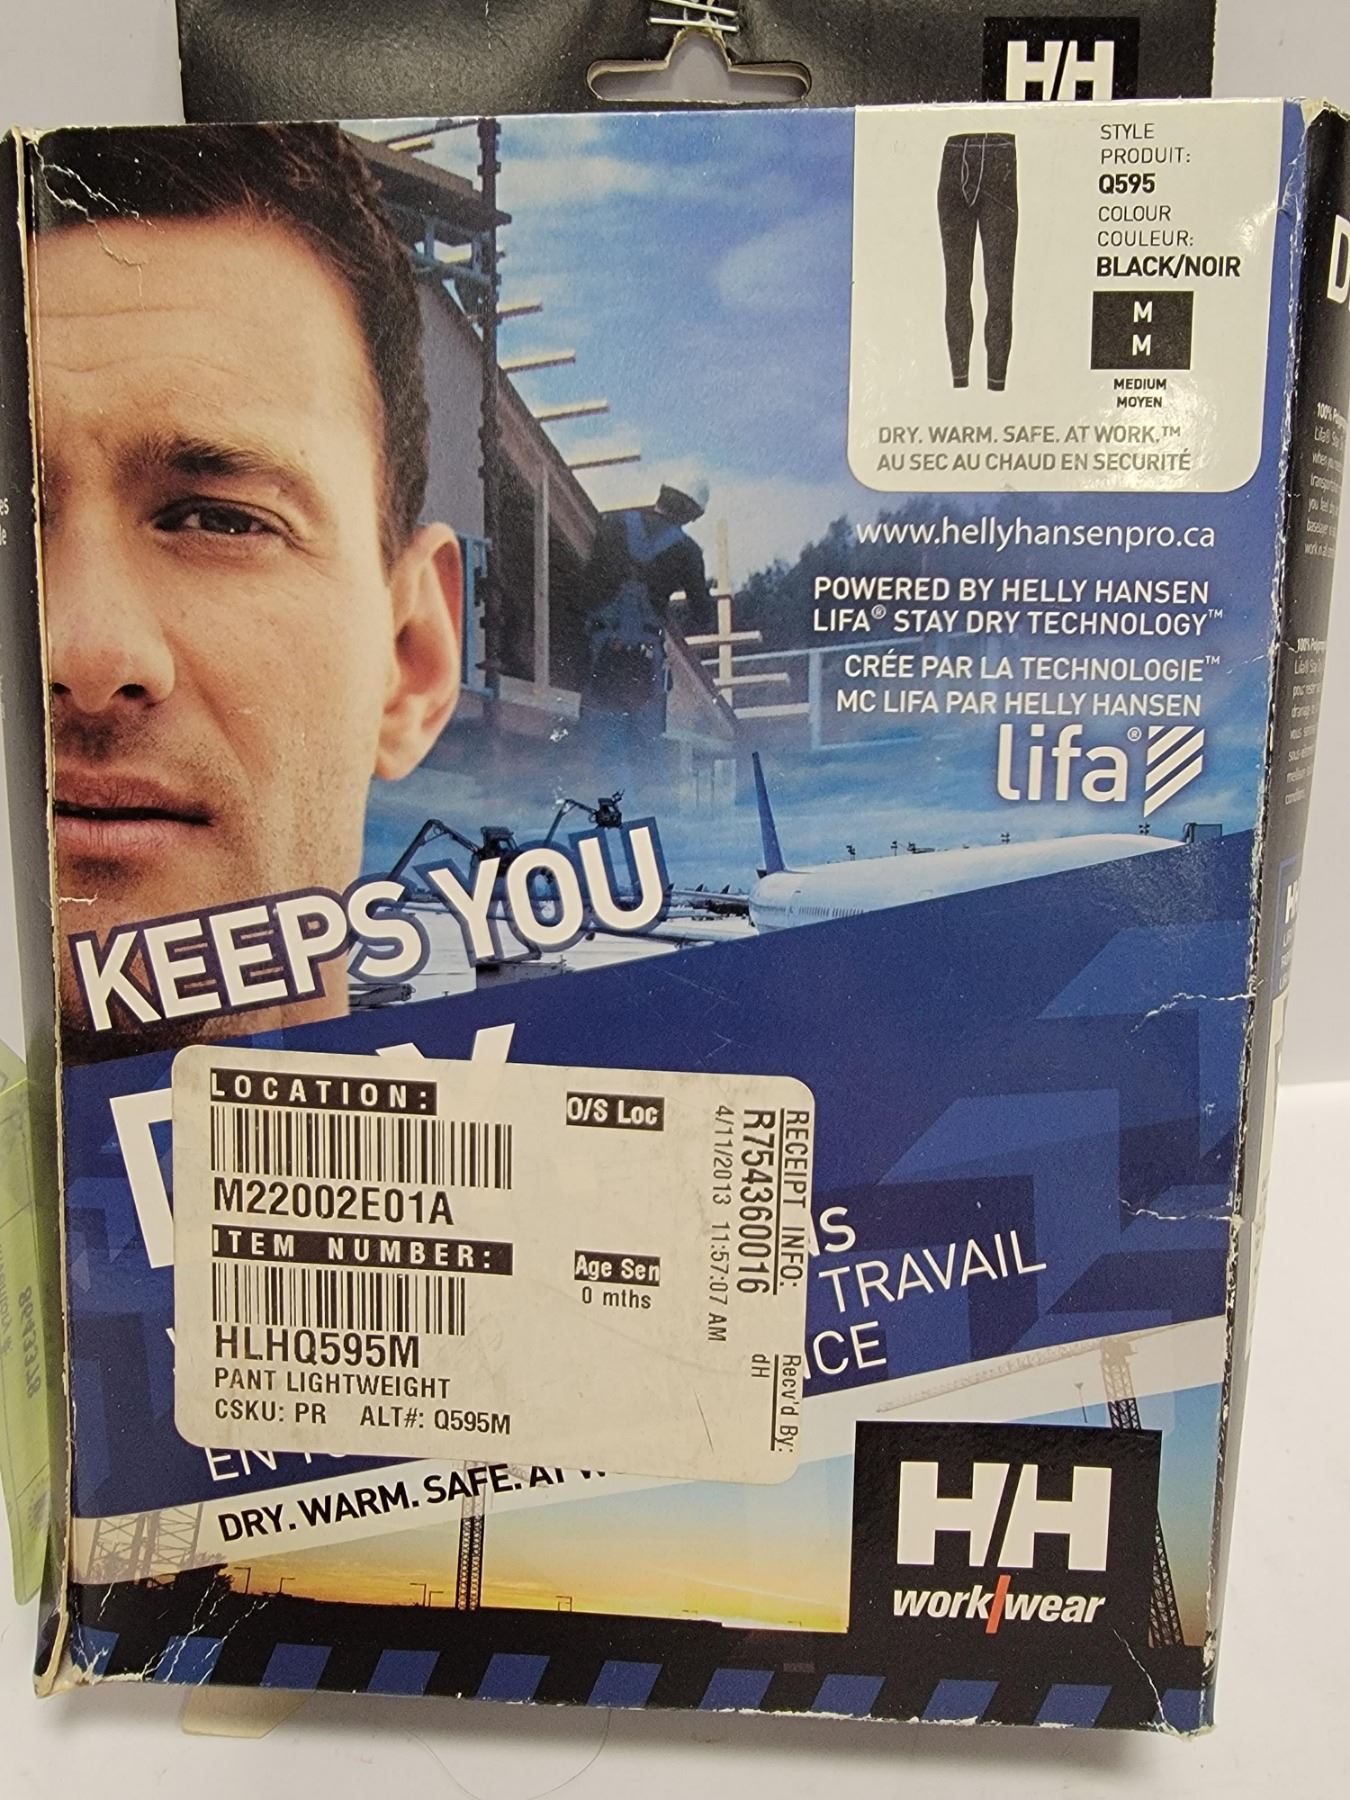 H/H
STYLE
PRODUIT:
Q595
COLOUR
COULEUR:
BLACK/NOIR
M
M
MEDIUM
MOYEN
DRY. WARM. SAFE. AT WORK.™
AU SEC AU CHAUD EN SECURITÉ
www.hellyhansenpro.ca
POWERED BY HELLY HANSEN
LIFA® STAY DRY TECHNOLOGY™
CRÉE PAR LA TECHNOLOGIE™
MC LIFA PAR HELLY HANSEN
lifa®
KEEPS YOU
LOCATION:
M22002E01A
O/S Loc
ITEM NUMBER:
HLHQ595M
Age Sen
0 mths
PANT LIGHTWEIGHT
CSKU: PR ALT#: Q595M
RECEIPT INFO:
R7543600016
4/11/2013 11:57:07 AM
Recv'd By:
dH
TRAVAIL
EN
DRY. WARM. SAFE. AT
H/H
work/wear